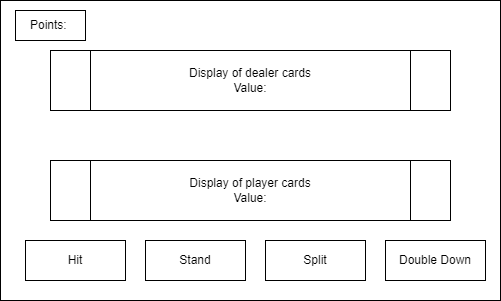 Points:
Display of dealer cards
Value:
Display of player cards
Value:
Hit
Stand
Split
Double Down